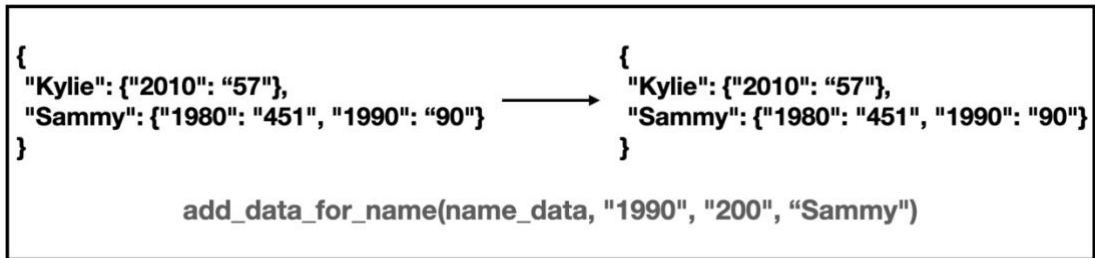 {
"Kylie": {"2010": “57"},
"Sammy": {"1980": "451", "1990": “90"}
}
{
"Kylie": {"2010": “57"},
"Sammy": {"1980": "451", "1990": "90"}
}
add_data_for_name(name_data, "1990", "200", “Sammy")